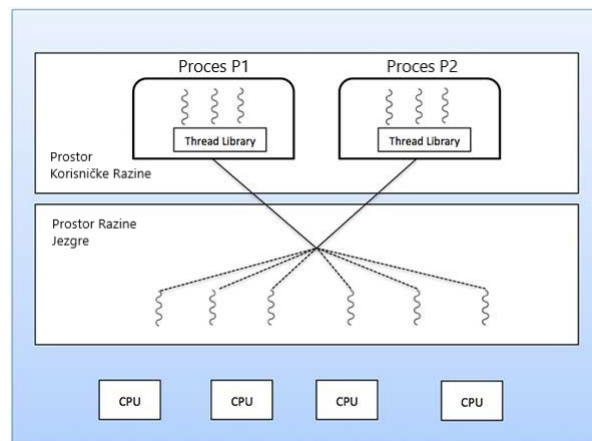 Proces P1
Proces P2
Thread Library
Thread Library
Prostor
Korisničke Razine
Prostor Razine
Jezgre
CPU
CPU
CPU
CPU